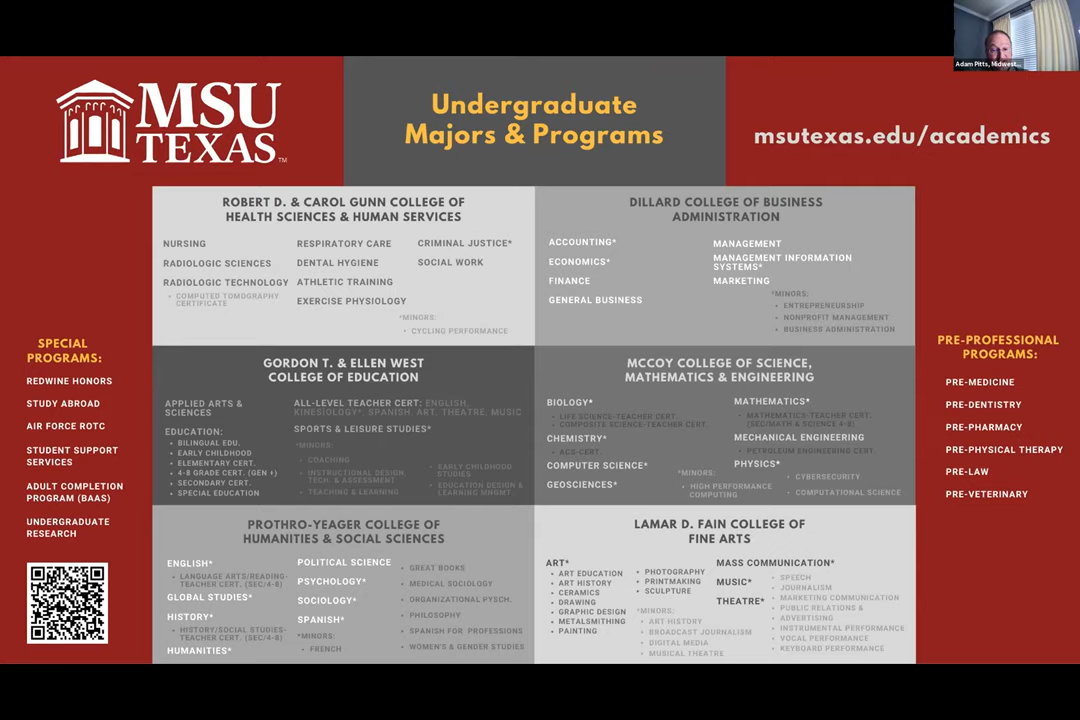 Adam Pitts, Midwest...
MSU
TEXAS
TM
Undergraduate
Majors & Programs
msutexas.edu/academics
ROBERT D. & CAROL GUNN COLLEGE OF
HEALTH SCIENCES & HUMAN SERVICES
NURSING
RADIOLOGIC SCIENCES
RADIOLOGIC TECHNOLOGY
• COMPUTED TOMOGRAPHY
CERTIFICATE
RESPIRATORY CARE
DENTAL HYGIENE
ATHLETIC TRAINING
EXERCISE PHYSIOLOGY
CRIMINAL JUSTICE*
SOCIAL WORK
*MINORS:
• CYCLING PERFORMANCE
DILLARD COLLEGE OF BUSINESS
ADMINISTRATION
ACCOUNTING*
ECONOMICS*
FINANCE
GENERAL BUSINESS
MANAGEMENT
MANAGEMENT INFORMATION
SYSTEMS*
MARKETING
*MINORS:
• ENTREPRENEURSHIP
• NONPROFIT MANAGEMENT
• BUSINESS ADMINISTRATION
SPECIAL
PROGRAMS:
REDWINE HONORS
STUDY ABROAD
AIR FORCE ROTC
STUDENT SUPPORT
SERVICES
ADULT COMPLETION
PROGRAM (BAAS)
UNDERGRADUATE
RESEARCH
GORDON T. & ELLEN WEST
COLLEGE OF EDUCATION
APPLIED ARTS &
SCIENCES
EDUCATION:
• BILINGUAL EDU.
• EARLY CHILDHOOD
• ELEMENTARY CERT.
• 4-8 GRADE CERT. (GEN +)
• SECONDARY CERT.
• SPECIAL EDUCATION
ALL-LEVEL TEACHER CERT: ENGLISH,
KINESIOLOGY*, SPANISH, ART, THEATRE, MUSIC
SPORTS & LEISURE STUDIES*
*MINORS:
• COACHING
• INSTRUCTIONAL DESIGN,
TECH. & ASSESSMENT
• TEACHING & LEARNING
• EARLY CHILDHOOD
STUDIES
• EDUCATION DESIGN &
LEARNING MNGMT.
MCCOY COLLEGE OF SCIENCE,
MATHEMATICS & ENGINEERING
BIOLOGY*
• LIFE SCIENCE-TEACHER CERT.
• COMPOSITE SCIENCE-TEACHER CERT.
CHEMISTRY*
• ACS-CERT.
COMPUTER SCIENCE*
GEOSCIENCES*
MATHEMATICS*
• MATHEMATICS-TEACHER CERT.
(SEC/MATH & SCIENCE 4-8)
MECHANICAL ENGINEERING
• PETROLEUM ENGINEERING CERT.
PHYSICS*
*MINORS:
• HIGH PERFORMANCE
COMPUTING
• CYBERSECURITY
• COMPUTATIONAL SCIENCE
PRE-PROFESSIONAL
PROGRAMS:
PRE-MEDICINE
PRE-DENTISTRY
PRE-PHARMACY
PRE-PHYSICAL THERAPY
PRE-LAW
PRE-VETERINARY
PROTHRO-YEAGER COLLEGE OF
HUMANITIES & SOCIAL SCIENCES
ENGLISH*
• LANGUAGE ARTS/READING-
TEACHER CERT. (SEC/4-8)
GLOBAL STUDIES*
HISTORY*
• HISTORY/SOCIAL STUDIES-
TEACHER CERT. (SEC/4-8)
HUMANITIES*
POLITICAL SCIENCE
PSYCHOLOGY*
SOCIOLOGY*
SPANISH*
*MINORS:
• FRENCH
• GREAT BOOKS
• MEDICAL SOCIOLOGY
• ORGANIZATIONAL PYSCH.
• PHILOSOPHY
• SPANISH FOR PROFESSIONS
• WOMEN'S & GENDER STUDIES
LAMAR D. FAIN COLLEGE OF
FINE ARTS
ART*
• ART EDUCATION
• ART HISTORY
• CERAMICS
• DRAWING
• GRAPHIC DESIGN
• METALSMITHING
• PAINTING
• PHOTOGRAPHY
• PRINTMAKING
• SCULPTURE
*MINORS:
• ART HISTORY
• BROADCAST JOURNALISM
• DIGITAL MEDIA
• MUSICAL THEATRE
MASS COMMUNICATION*
MUSIC*
THEATRE*
• SPEECH
• JOURNALISM
• MARKETING COMMUNICATION
• PUBLIC RELATIONS &
• ADVERTISING
• INSTRUMENTAL PERFORMANCE
• VOCAL PERFORMANCE
• KEYBOARD PERFORMANCE